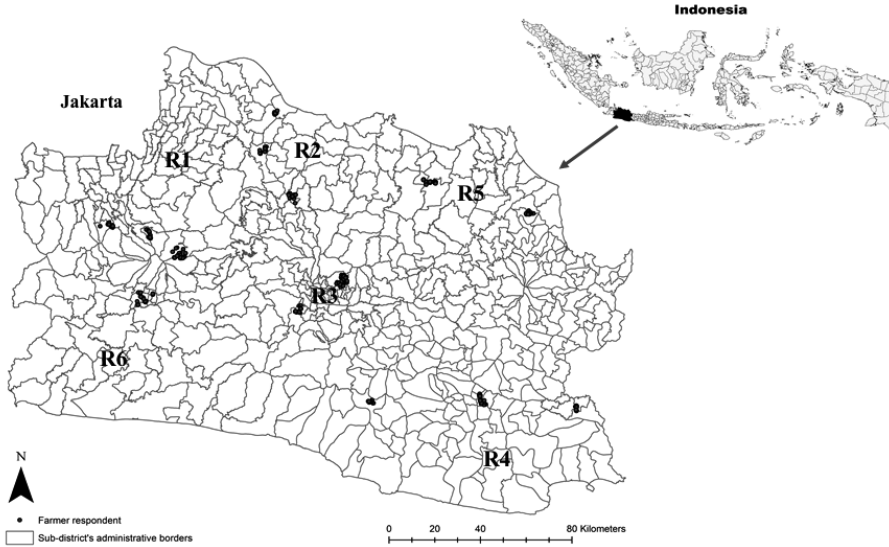 Indonesia
Jakarta
R1
R2
R5
R3
R6
R4
N
Farmer respondent
Sub-district's administrative borders
0 20 40 80 Kilometers